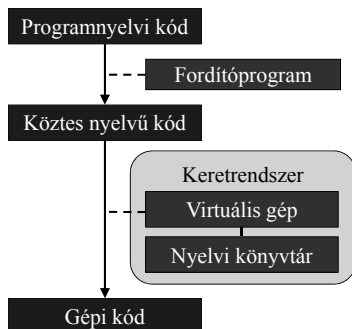 Programnyelvi kód
Fordítóprogram
Köztes nyelvű kód
Keretrendszer
Virtuális gép
Nyelvi könyvtár
Gépi kód